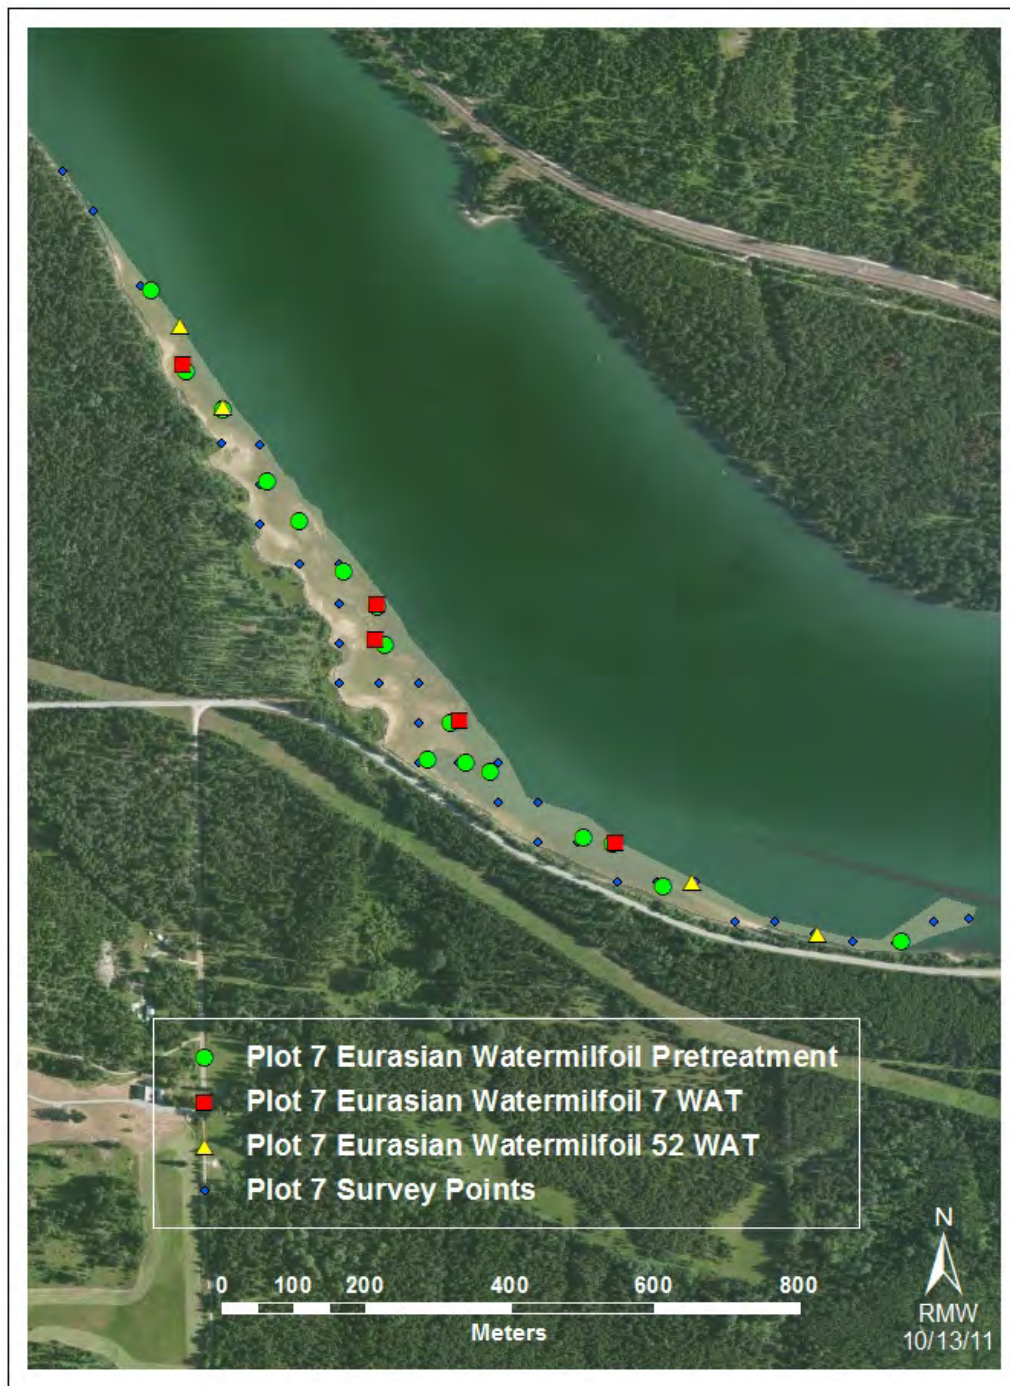 Plot 7 Eurasian Watermilfoil Pretreatment
Plot 7 Eurasian Watermilfoil 7 WAT
Plot 7 Eurasian Watermilfoil 52 WAT
Plot 7 Survey Points
0 100 200 400 600 800
Meters
N
RMW
10/13/11